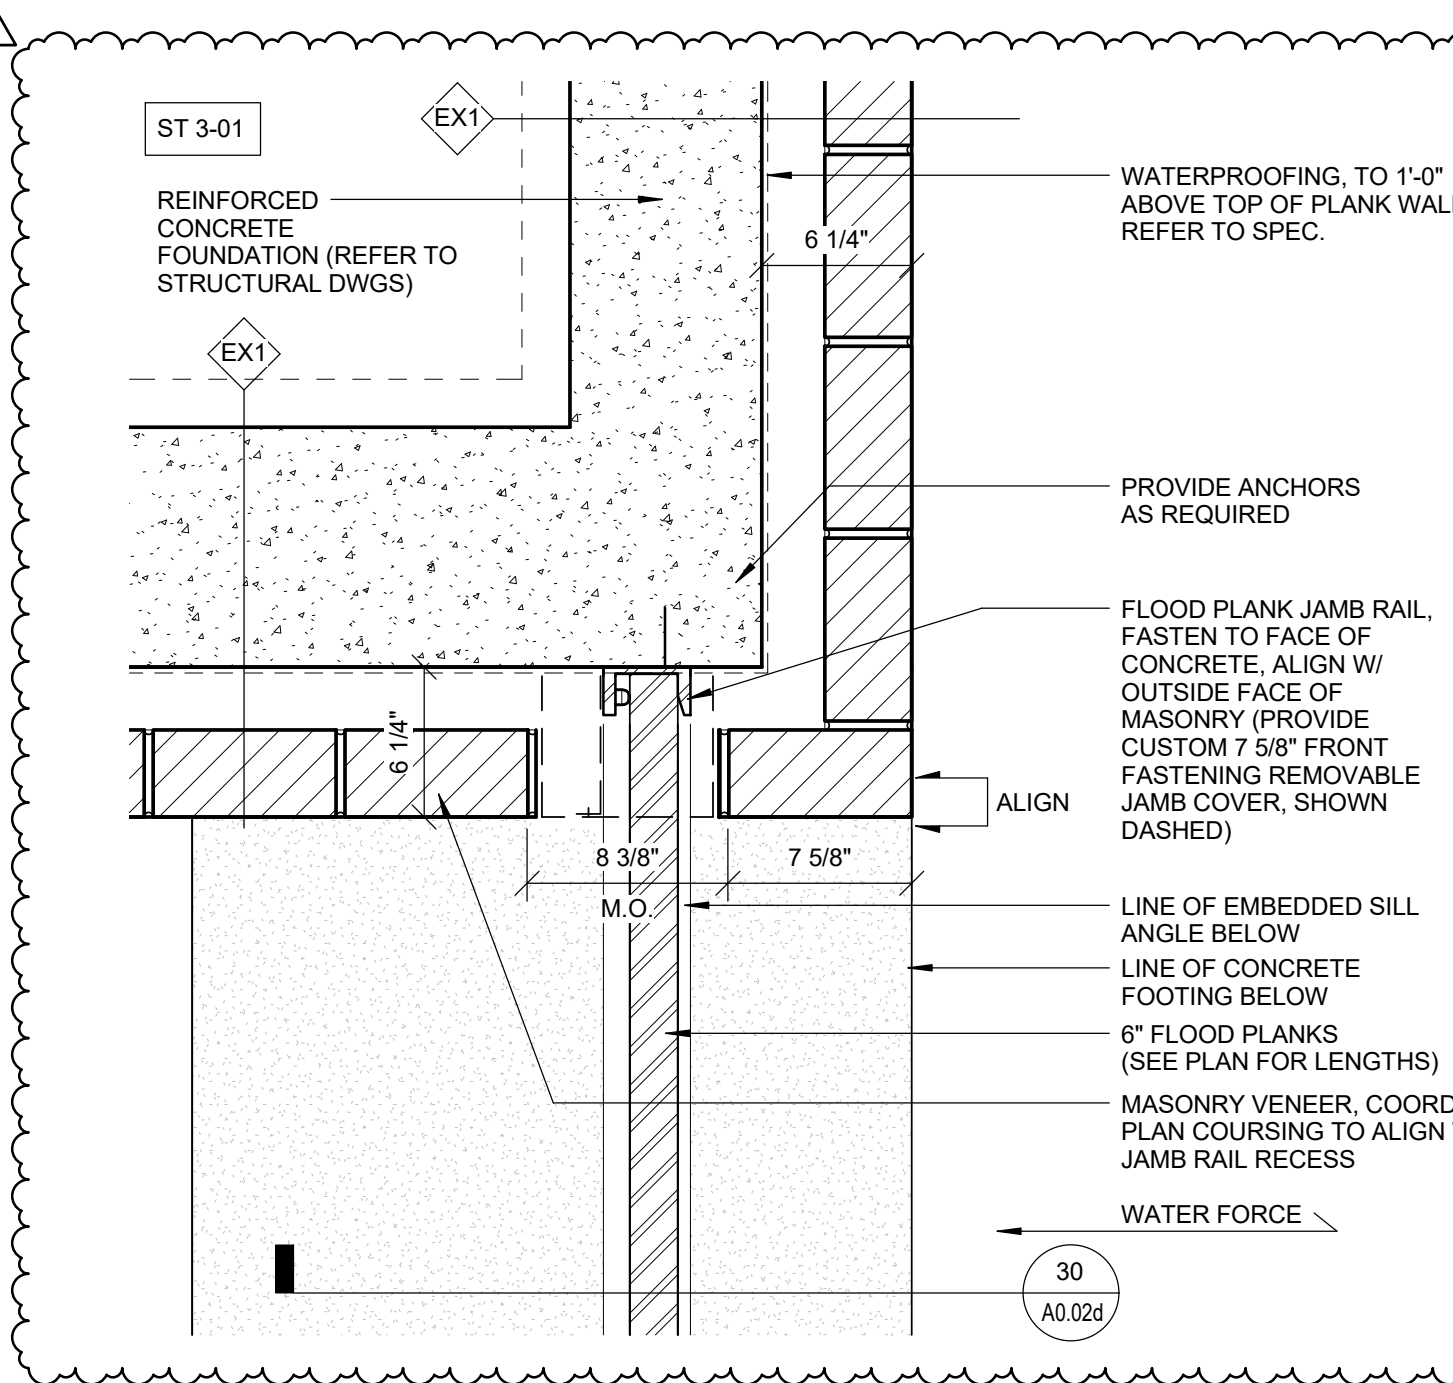 ST 3-01
EX1
REINFORCED
CONCRETE
FOUNDATION (REFER TO
STRUCTURAL DWGS)
EX1
WATERPROOFING, TO 1'-0"
ABOVE TOP OF PLANK WALL
REFER TO SPEC.
6 1/4"
PROVIDE ANCHORS
AS REQUIRED
FLOOD PLANK JAMB RAIL,
FASTEN TO FACE OF
CONCRETE, ALIGN W/
OUTSIDE FACE OF
MASONRY (PROVIDE
CUSTOM 7 5/8" FRONT
FASTENING REMOVABLE
JAMB COVER, SHOWN
DASHED)
6 1/4"
ALIGN
8 3/8"
7 5/8"
M.O.
LINE OF EMBEDDED SILL
ANGLE BELOW
LINE OF CONCRETE
FOOTING BELOW
6" FLOOD PLANKS
(SEE PLAN FOR LENGTHS)
MASONRY VENEER, COORD
PLAN COURSING TO ALIGN
JAMB RAIL RECESS
WATER FORCE
30
A0.02d